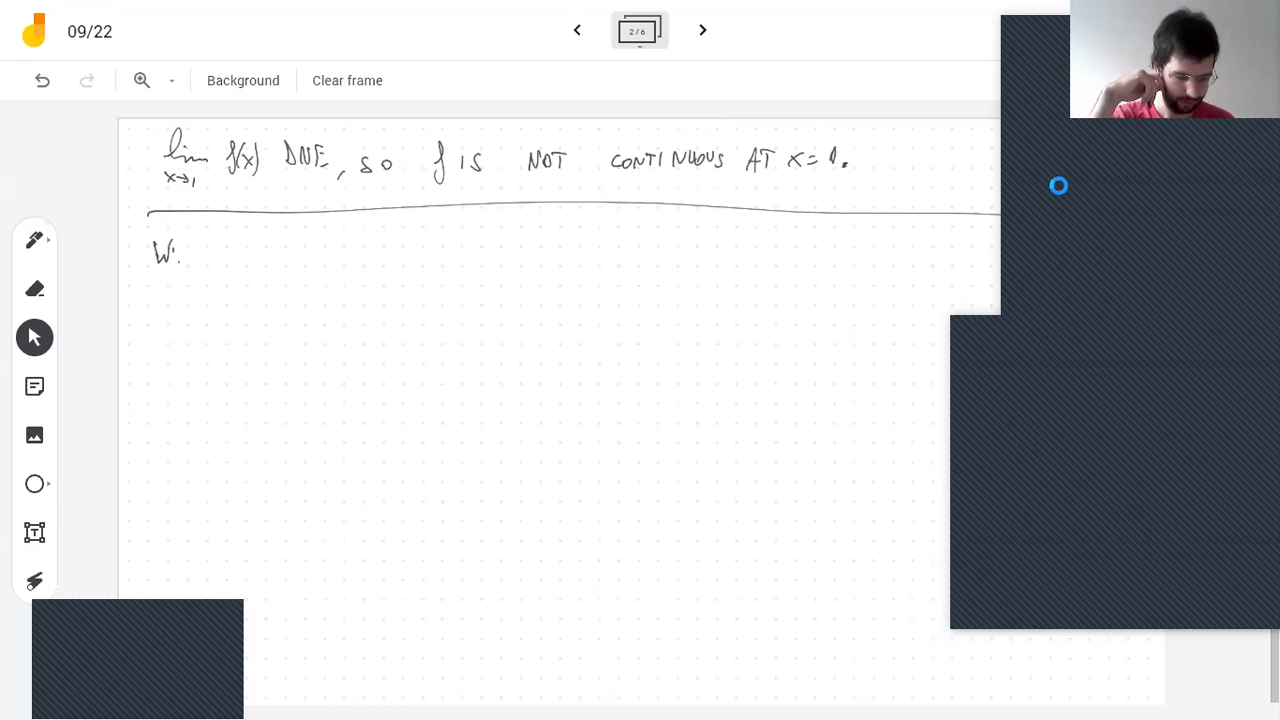 09/22
2 / 6
Background
Clear frame
lim f(x) DNE, so f IS NOT CONTINUOUS AT x = 1.
x→1
W
T